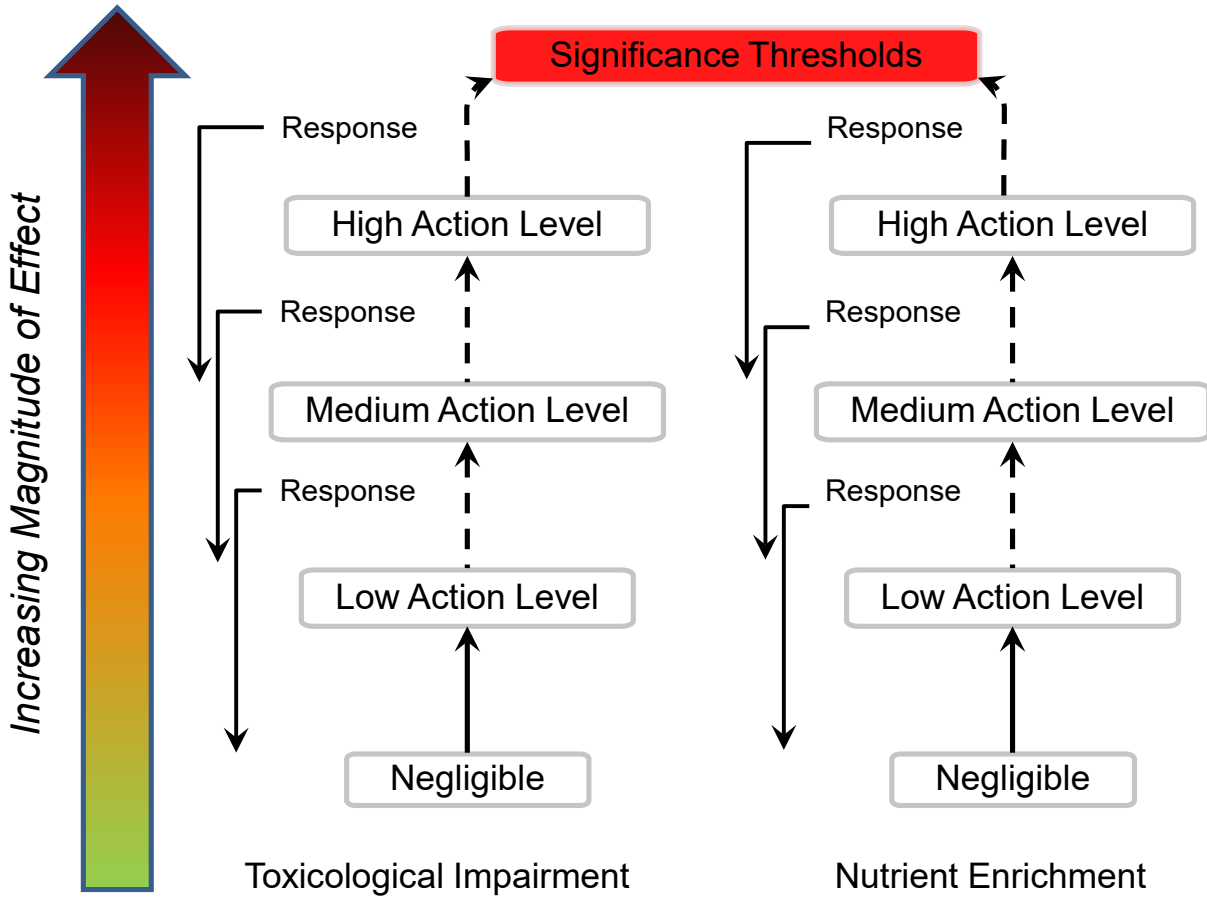 Significance Thresholds
Increasing Magnitude of Effect
Response
High Action Level
Response
Medium Action Level
Response
Low Action Level
Negligible
Toxicological Impairment
Response
High Action Level
Response
Medium Action Level
Response
Low Action Level
Negligible
Nutrient Enrichment